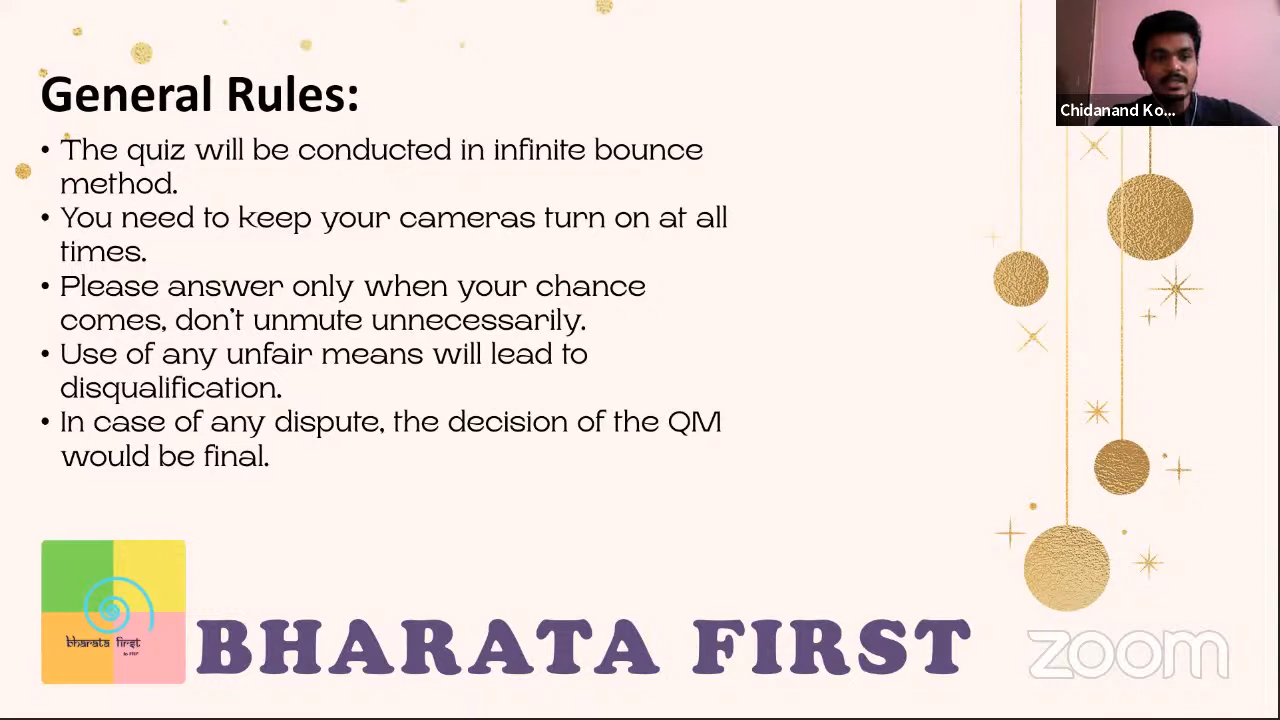 General Rules:
• The quiz will be conducted in infinite bounce
method.
• You need to keep your cameras turn on at all
times.
• Please answer only when your chance
comes, don't unmute unnecessarily.
• Use of any unfair means will lead to
disqualification.
• In case of any dispute, the decision of the QM
would be final.
Chidanand Ko...
bharata first
BHARATA FIRST
zoom